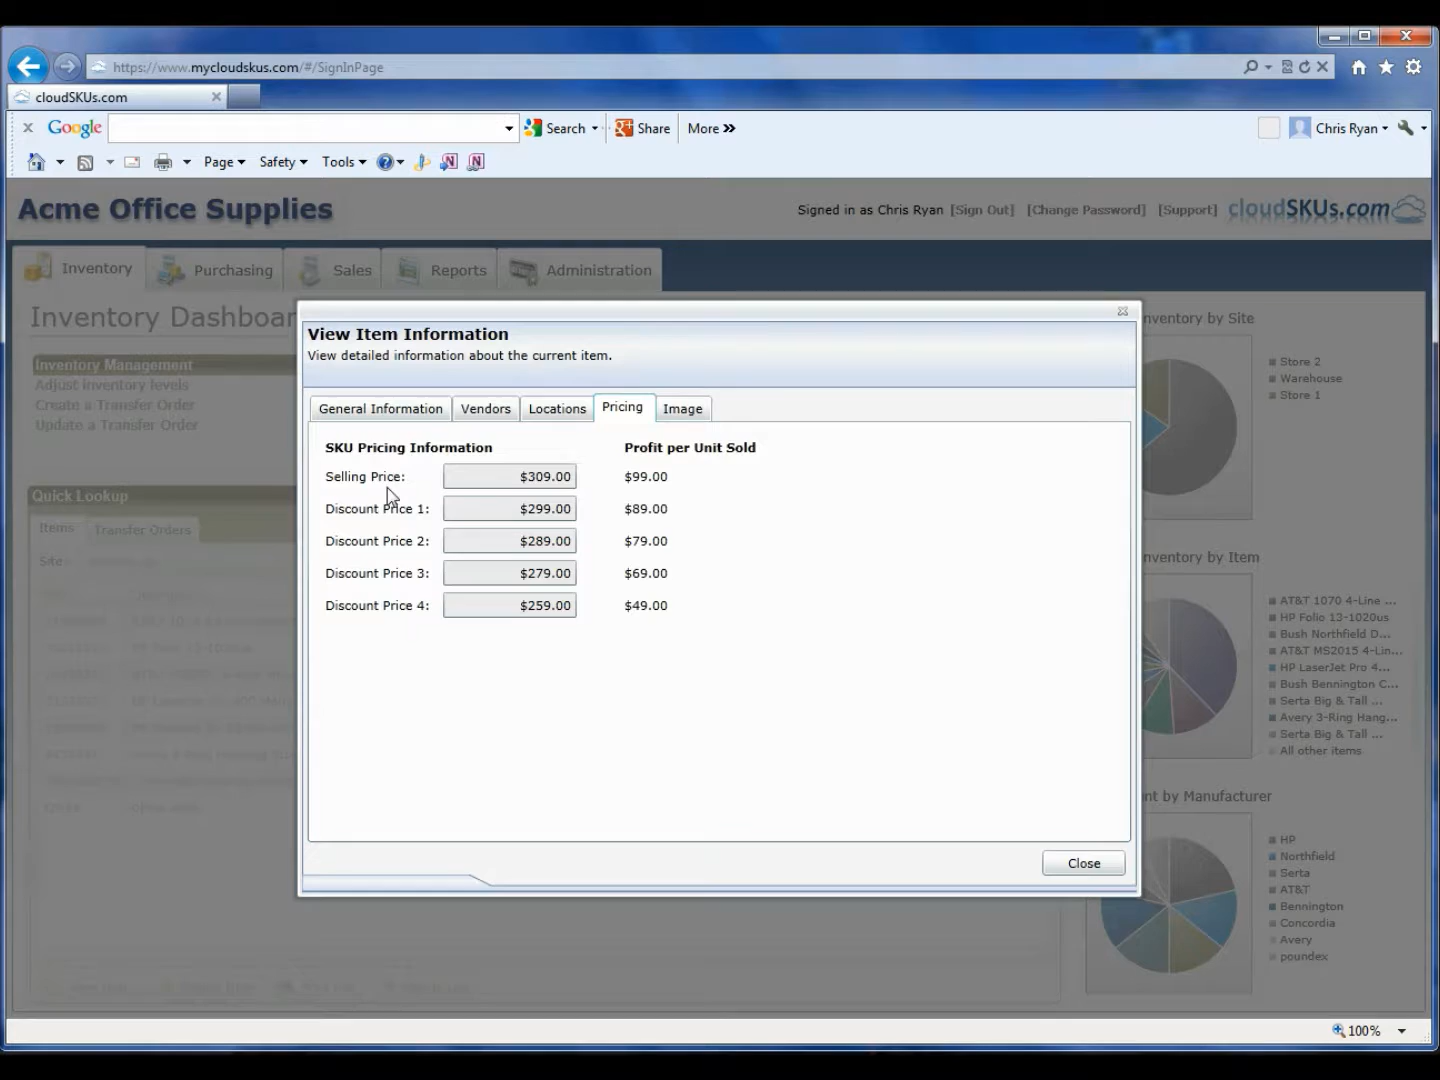 https://www.mycloudskus.com/#/SignInPage
cloudSKUs.com
Google
Search
Share
More »
Chris Ryan
Page
Safety
Tools
Acme Office Supplies
Signed in as Chris Ryan [Sign Out] [Change Password] [Support] cloudSKUs.com
Inventory
Purchasing
Sales
Reports
Administration
Inventory Dashboar
Inventory Management
Adjust inventory levels
Create a Transfer Order
Update a Transfer Order
Quick Lookup
Items
Transfer Orders
Site:
View Item Information
View detailed information about the current item.
General Information
Vendors
Locations
Pricing
Image
SKU Pricing Information Profit per Unit Sold
Selling Price: $309.00 $99.00
Discount Price 1: $299.00 $89.00
Discount Price 2: $289.00 $79.00
Discount Price 3: $279.00 $69.00
Discount Price 4: $259.00 $49.00
Close
nventory by Site
Store 2
Warehouse
Store 1
nventory by Item
AT&T 1070 4-Line ...
HP Folio 13-1020us
Bush Northfield D...
AT&T MS2015 4-Lin...
HP LaserJet Pro 4...
Bush Bennington C...
Serta Big & Tall ...
Avery 3-Ring Hang...
Serta Big & Tall ...
All other items
nt by Manufacturer
HP
Northfield
Serta
AT&T
Bennington
Concordia
Avery
poundex
100%